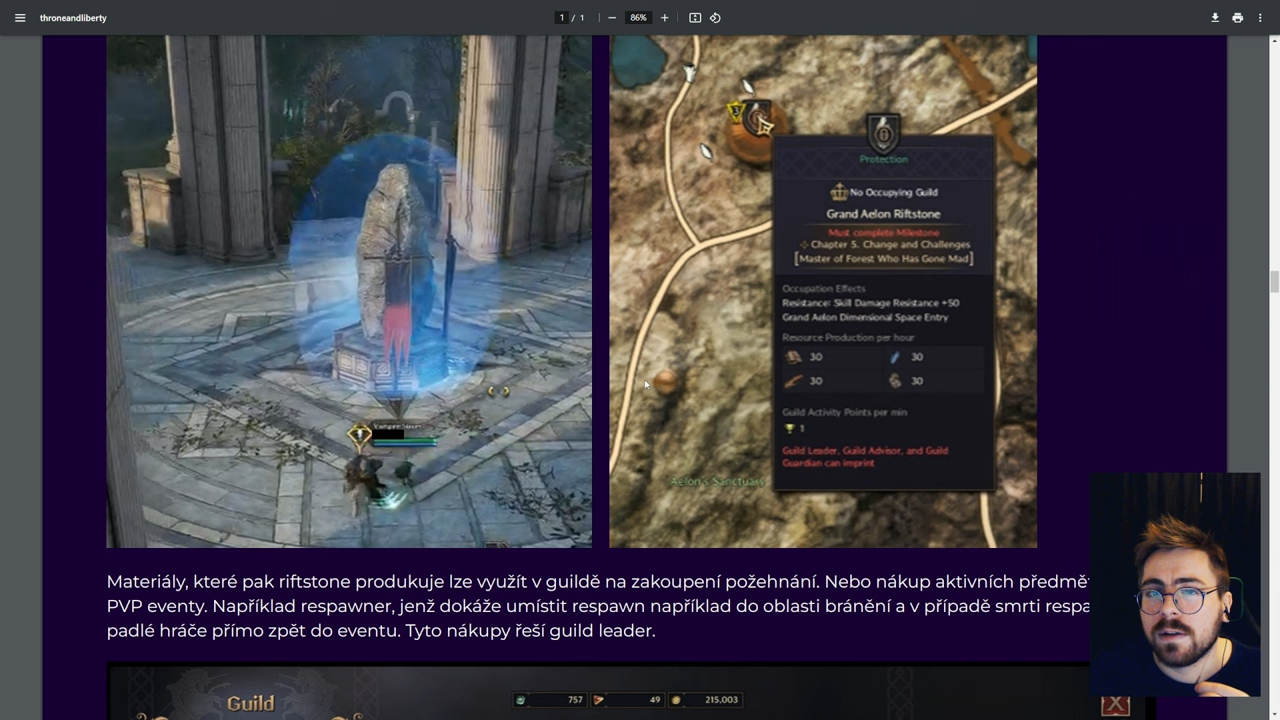 throneandliberty
1 / 1
86%
3
Protection
No Occupying Guild
Grand Aelon Riftstone
Must complete Milestone
Chapter 5. Change and Challenges
[Master of Forest Who Has Gone Mad]
Occupation Effects
Resistance: Skill Damage Resistance +50
Grand Aelon Dimensional Space Entry
Resource Production per hour
30 30
30 30
Guild Activity Points per min
1
Guild Leader, Guild Advisor, and Guild
Guardian can imprint
Aelon's Sanctuary
Materiály, které pak riftstone produkuje lze využít v guildě na zakoupení požehnání. Nebo nákup aktivních předmět
PVP eventy. Například respawner, jenž dokáže umístit respawn například do oblasti bránění a v případě smrti respa
padlé hráče přímo zpět do eventu. Tyto nákupy řeší guild leader.
Guild
757 49 215,003